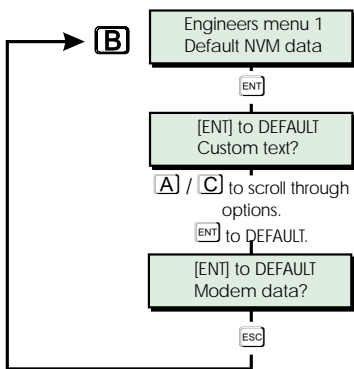 B
Engineers menu 1
Default NVM data
ENT
[ENT] to DEFAULT
Custom text?
A / C to scroll through
options.
ENT to DEFAULT.
[ENT] to DEFAULT
Modem data?
ESC